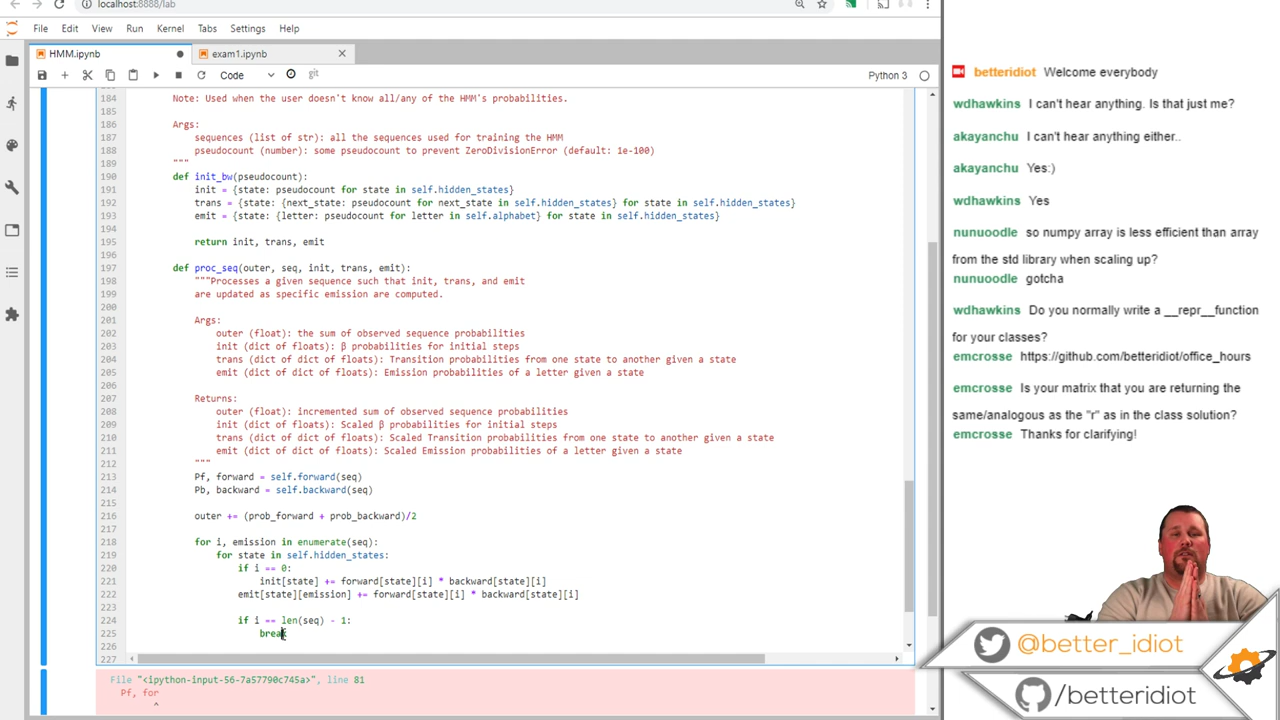 localhost:8888/lab
File Edit View Run Kernel Tabs Settings Help
HMM.ipynb exam1.ipynb
Code git Python 3
184 Note: Used when the user doesn't know all/any of the HMM's probabilities.
185
186 Args:
187 sequences (list of str): all the sequences used for training the HMM
188 pseudocount (number): some pseudocount to prevent ZeroDivisionError (default: 1e-100)
189 """
190 def init_bw(pseudocount):
191 init = {state: pseudocount for state in self.hidden_states}
192 trans = {state: {next_state: pseudocount for next_state in self.hidden_states} for state in self.hidden_states}
193 emit = {state: {letter: pseudocount for letter in self.alphabet} for state in self.hidden_states}
194
195 return init, trans, emit
196
197 def proc_seq(outer, seq, init, trans, emit):
198 """Processes a given sequence such that init, trans, and emit
199 are updated as specific emission are computed.
200
201 Args:
202 outer (float): the sum of observed sequence probabilities
203 init (dict of floats): β probabilities for initial steps
204 trans (dict of dict of floats): Transition probabilities from one state to another given a state
205 emit (dict of dict of floats): Emission probabilities of a letter given a state
206
207 Returns:
208 outer (float): incremented sum of observed sequence probabilities
209 init (dict of floats): Scaled β probabilities for initial steps
210 trans (dict of dict of floats): Scaled Transition probabilities from one state to another given a state
211 emit (dict of dict of floats): Scaled Emission probabilities of a letter given a state
212 """
213 Pf, forward = self.forward(seq)
214 Pb, backward = self.backward(seq)
215
216 outer += (prob_forward + prob_backward)/2
217
218 for i, emission in enumerate(seq):
219 for state in self.hidden_states:
220 if i == 0:
221 init[state] += forward[state][i] * backward[state][i]
222 emit[state][emission] += forward[state][i] * backward[state][i]
223
224 if i == len(seq) - 1:
225 break
226
227
File "<ipython-input-56-7a57790c745a>", line 81
Pf, for
^
betteridiot Welcome everybody
wdhawkins I can't hear anything. Is that just me?
akayanchu I can't hear anything either..
akayanchu Yes:)
wdhawkins Yes
nunuoodle so numpy array is less efficient than array
from the std library when scaling up?
nunuoodle gotcha
wdhawkins Do you normally write a __repr__function
for your classes?
emcrosse https://github.com/betteridiot/office_hours
emcrosse Is your matrix that you are returning the
same/analogous as the "r" as in the class solution?
emcrosse Thanks for clarifying!
@better_idiot
/betteridiot